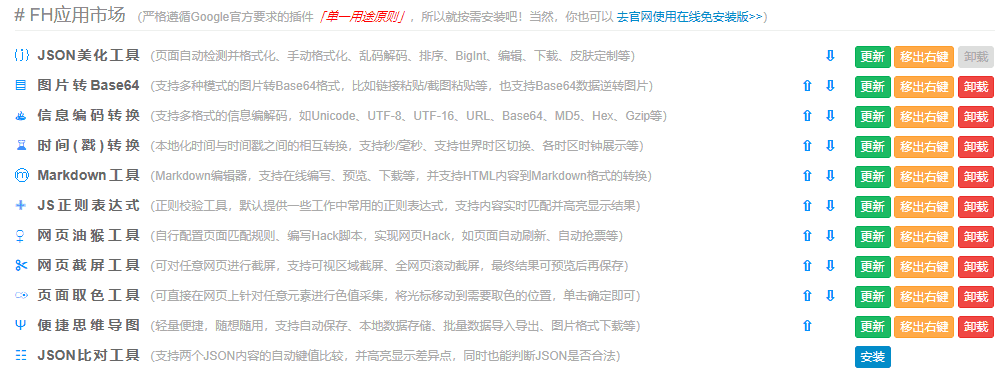 # FH应用市场 (严格遵循Google官方要求的插件「单一用途原则」, 所以就按需安装吧！当然，你也可以 去官网使用在线免安装版>>)
JSON美化工具 (页面自动检测并格式化、手动格式化、乱码解码、排序、BigInt、编辑、下载、皮肤定制等) 更新 移出右键 卸载
图片转Base64 (支持多种模式的图片转Base64格式，比如链接粘贴/截图粘贴等，也支持Base64数据逆转图片) 更新 移出右键 卸载
信息编码转换 (支持多格式的信息编解码，如Unicode、UTF-8、UTF-16、URL、Base64、MD5、Hex、Gzip等) 更新 移出右键 卸载
时间(戳)转换 (本地化时间与时间戳之间的相互转换，支持秒/毫秒、支持世界时区切换、各时区时钟展示等) 更新 移出右键 卸载
Markdown工具 (Markdown编辑器，支持在线编写、预览、下载等，并支持HTML内容到Markdown格式的转换) 更新 移出右键 卸载
JS正则表达式 (正则校验工具，默认提供一些工作中常用的正则表达式，支持内容实时匹配并高亮显示结果) 更新 移出右键 卸载
网页油猴工具 (自行配置页面匹配规则、编写Hack脚本，实现网页Hack，如页面自动刷新、自动抢票等) 更新 移出右键 卸载
网页截屏工具 (可对任意网页进行截屏，支持可视区域截屏、全网页滚动截屏，最终结果可预览后再保存) 更新 移出右键 卸载
页面取色工具 (可直接在网页上针对任意元素进行色值采集，将光标移动到需要取色的位置，单击确定即可) 更新 移出右键 卸载
便捷思维导图 (轻量便捷，随想随用，支持自动保存、本地数据存储、批量数据导入导出、图片格式下载等) 更新 移出右键 卸载
JSON比对工具 (支持两个JSON内容的自动键值比较，并高亮显示差异点，同时也能判断JSON是否合法) 安装